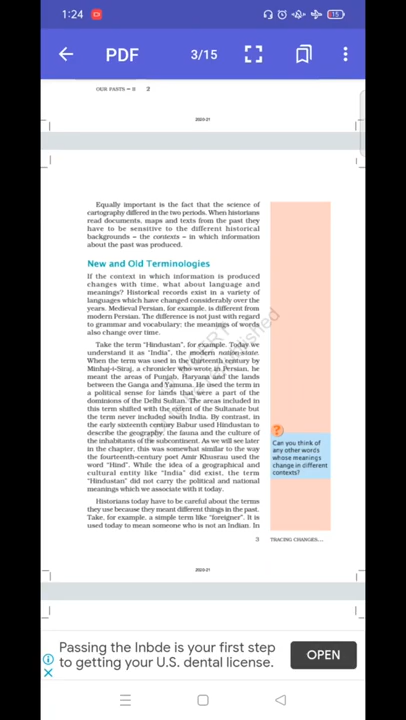 1:24
15
PDF
3/15
OUR PASTS – II 2
2020-21
Equally important is the fact that the science of
cartography differed in the two periods. When historians
read documents, maps and texts from the past they
have to be sensitive to the different historical
backgrounds – the contexts – in which information
about the past was produced.
New and Old Terminologies
If the context in which information is produced
changes with time, what about language and
meanings? Historical records exist in a variety of
languages which have changed considerably over the
years. Medieval Persian, for example, is different from
modern Persian. The difference is not just with regard
to grammar and vocabulary; the meanings of words
also change over time.
Take the term "Hindustan", for example. Today we
understand it as "India", the modern nation-state.
When the term was used in the thirteenth century by
Minhaj-i-Siraj, a chronicler who wrote in Persian, he
meant the areas of Punjab, Haryana and the lands
between the Ganga and Yamuna. He used the term in
a political sense for lands that were a part of the
dominions of the Delhi Sultan. The areas included in
this term shifted with the extent of the Sultanate but
the term never included south India. By contrast, in
the early sixteenth century Babur used Hindustan to
describe the geography, the fauna and the culture of
the inhabitants of the subcontinent. As we will see later
in the chapter, this was somewhat similar to the way
the fourteenth-century poet Amir Khusrau used the
word "Hind". While the idea of a geographical and
cultural entity like "India" did exist, the term
"Hindustan" did not carry the political and national
meanings which we associate with it today.
Historians today have to be careful about the terms
they use because they meant different things in the past.
Take, for example, a simple term like "foreigner". It is
used today to mean someone who is not an Indian. In
?
Can you think of
any other words
whose meanings
change in different
contexts?
3 TRACING CHANGES...
2020-21
Passing the Inbde is your first step
to getting your U.S. dental license.
OPEN